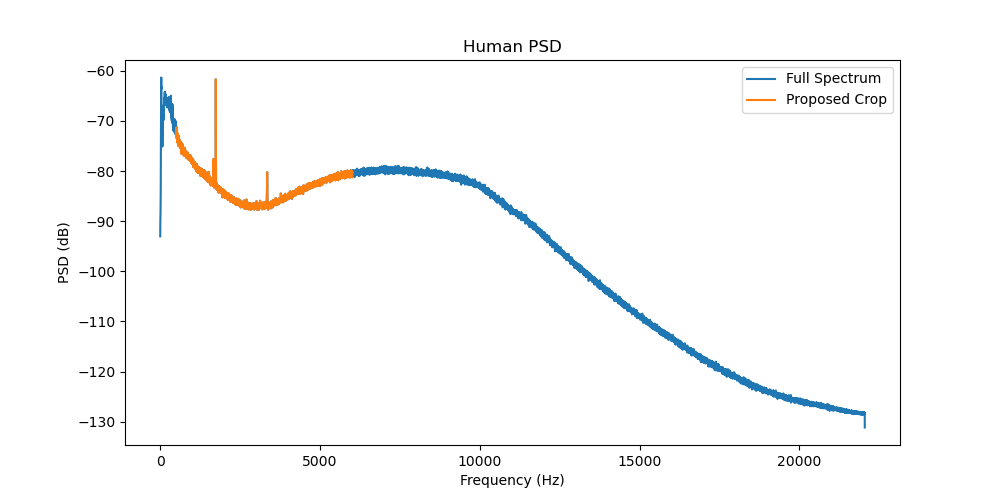 Human PSD
Full Spectrum
Proposed Crop
PSD (dB)
−60
−70
−80
−90
−100
−110
−120
−130
0
5000
10000
15000
20000
Frequency (Hz)